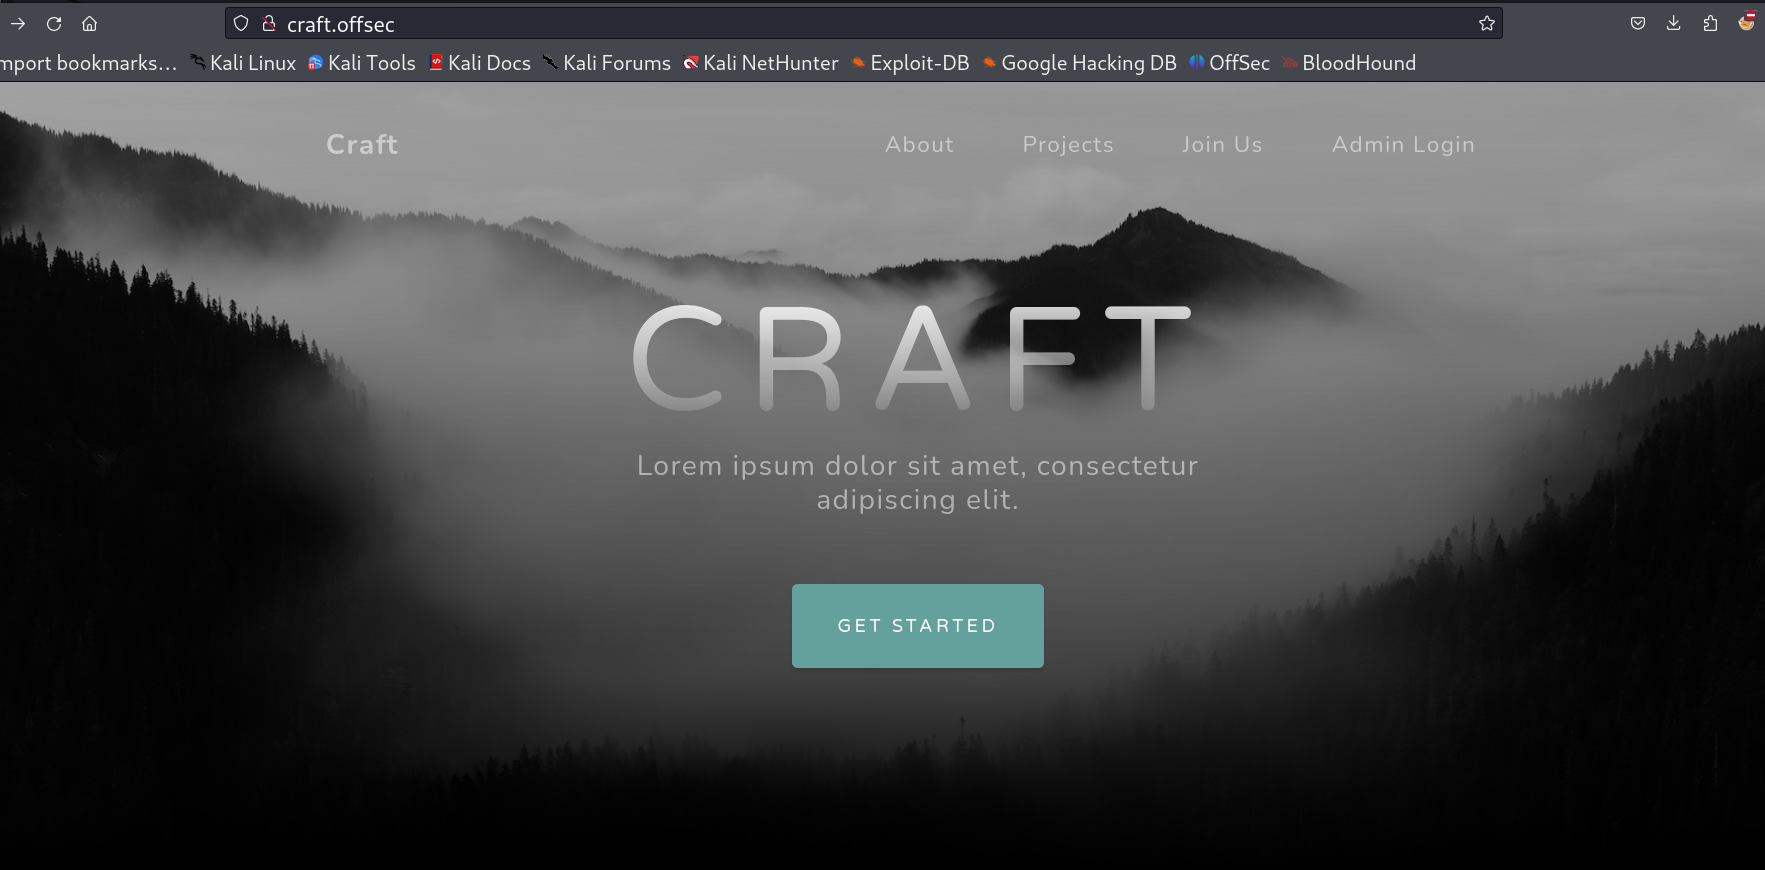 craft.offsec
mport bookmarks... Kali Linux Kali Tools Kali Docs Kali Forums Kali NetHunter Exploit-DB Google Hacking DB OffSec BloodHound
Craft About Projects Join Us Admin Login
CRAFT
Lorem ipsum dolor sit amet, consectetur
adipiscing elit.
GET STARTED